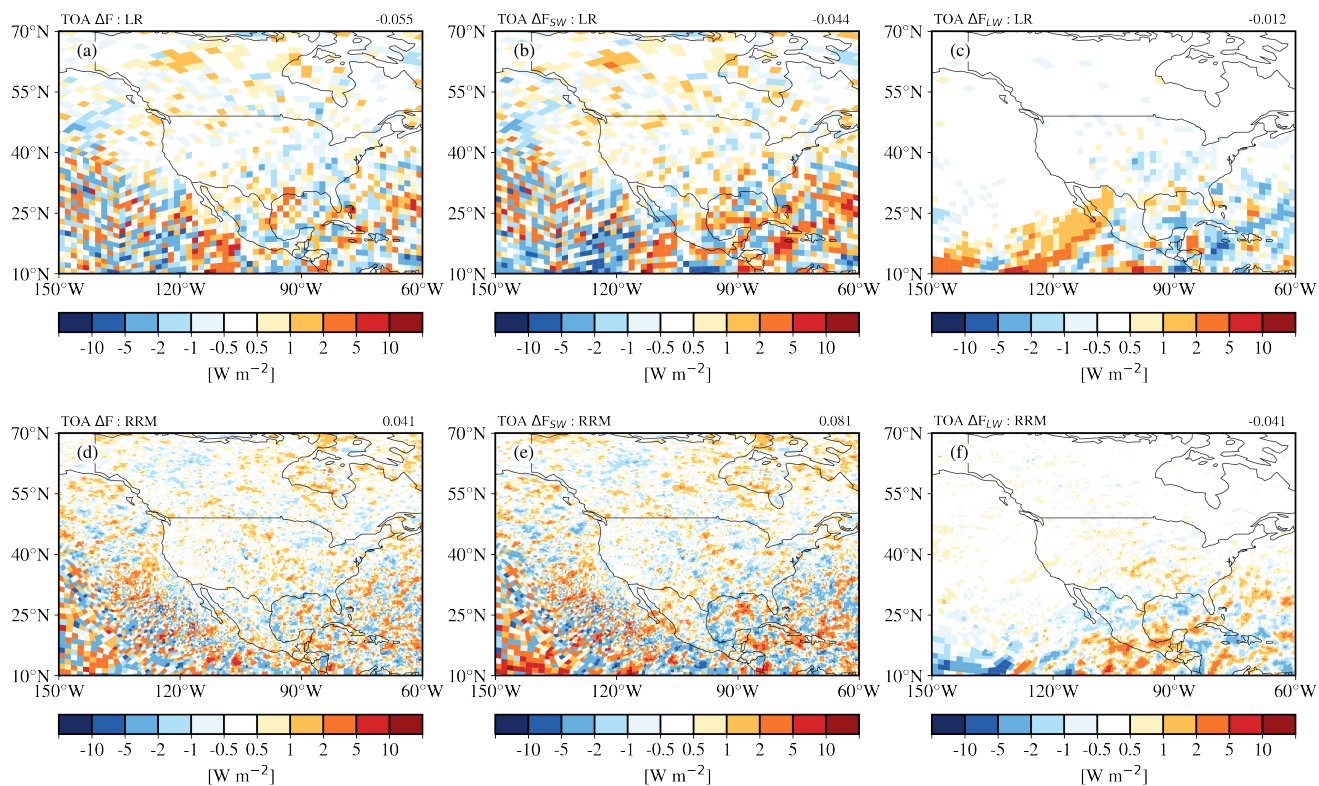 TOA ΔF : LR -0.055
(a)
70°N
55°N
40°N
25°N
10°N
150°W 120°W 90°W 60°W
-10 -5 -2 -1 -0.5 0.5 1 2 5 10
[W m⁻²]
TOA ΔF_SW : LR -0.044
(b)
70°N
55°N
40°N
25°N
10°N
150°W 120°W 90°W 60°W
-10 -5 -2 -1 -0.5 0.5 1 2 5 10
[W m⁻²]
TOA ΔF_LW : LR -0.012
(c)
70°N
55°N
40°N
25°N
10°N
150°W 120°W 90°W 60°W
-10 -5 -2 -1 -0.5 0.5 1 2 5 10
[W m⁻²]
TOA ΔF : RRM 0.041
(d)
70°N
55°N
40°N
25°N
10°N
150°W 120°W 90°W 60°W
-10 -5 -2 -1 -0.5 0.5 1 2 5 10
[W m⁻²]
TOA ΔF_SW : RRM 0.081
(e)
70°N
55°N
40°N
25°N
10°N
150°W 120°W 90°W 60°W
-10 -5 -2 -1 -0.5 0.5 1 2 5 10
[W m⁻²]
TOA ΔF_LW : RRM -0.041
(f)
70°N
55°N
40°N
25°N
10°N
150°W 120°W 90°W 60°W
-10 -5 -2 -1 -0.5 0.5 1 2 5 10
[W m⁻²]